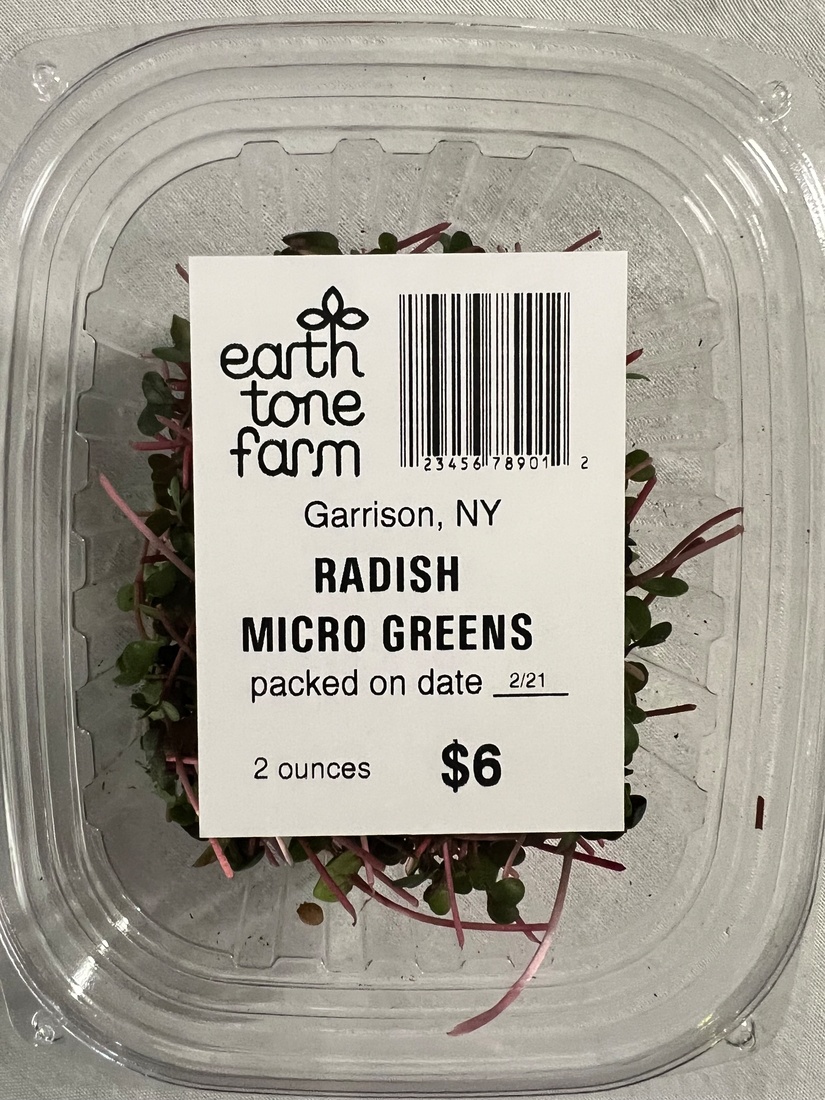 earth
tone
farm
23456 78901 2
Garrison, NY
RADISH
MICRO GREENS
packed on date 2/21
2 ounces $6